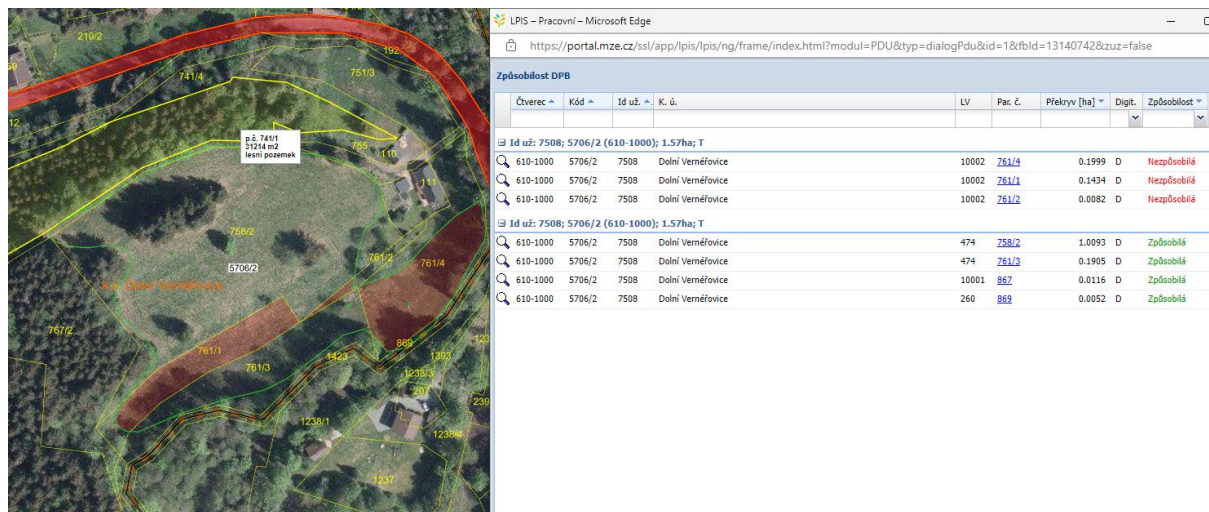 210/2
192
741/4
751/3
12
p.č. 741/1
31214 m2
lesní pozemek
755
110
111
758/2
761/2
761/4
5706/2
k.ú. Dolní Vernéřovice
767/2
761/1
869
761/3
1423
1393
1238/3
207
239
1238/1
1238/4
1237
LPIS – Pracovní – Microsoft Edge
https://portal.mze.cz/ssl/app/lpis/lpis/ng/frame/index.html?modul=PDU&typ=dialogPdu&id=1&fbId=13140742&zuz=false
Způsobilost DPB
Čtverec Kód Id už. K. ú. LV Par. č. Překryv [ha] Digit. Způsobilost
Id už: 7508; 5706/2 (610-1000); 1.57ha; T
610-1000 5706/2 7508 Dolní Vernéřovice 10002 761/4 0.1999 D Nezpůsobilá
610-1000 5706/2 7508 Dolní Vernéřovice 10002 761/1 0.1434 D Nezpůsobilá
610-1000 5706/2 7508 Dolní Vernéřovice 10002 761/2 0.0082 D Nezpůsobilá
Id už: 7508; 5706/2 (610-1000); 1.57ha; T
610-1000 5706/2 7508 Dolní Vernéřovice 474 758/2 1.0093 D Způsobilá
610-1000 5706/2 7508 Dolní Vernéřovice 474 761/3 0.1905 D Způsobilá
610-1000 5706/2 7508 Dolní Vernéřovice 10001 867 0.0116 D Způsobilá
610-1000 5706/2 7508 Dolní Vernéřovice 260 869 0.0052 D Způsobilá